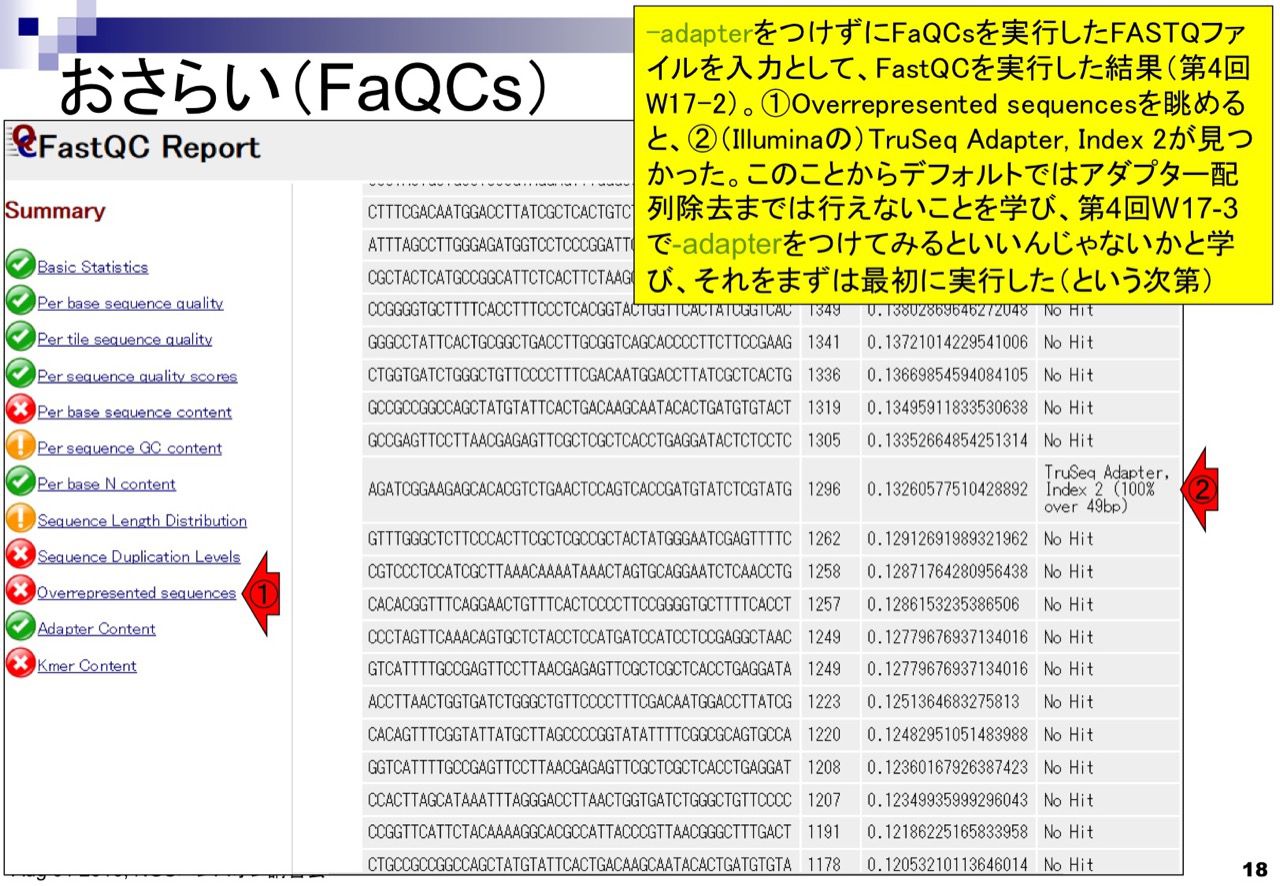 おさらい（FaQCs）
-adapterをつけずにFaQCsを実行したFASTQファ
イルを入力として、FastQCを実行した結果（第4回
W17-2）。①Overrepresented sequencesを眺める
と、②（Illuminaの）TruSeq Adapter, Index 2が見つ
かった。このことからデフォルトではアダプター配
列除去までは行えないことを学び、第4回W17-3
で-adapterをつけてみるといいんじゃないかと学
び、それをまずは最初に実行した（という次第）
FastQC Report
Summary
Basic Statistics
Per base sequence quality
Per tile sequence quality
Per sequence quality scores
Per base sequence content
Per sequence GC content
Per base N content
Sequence Length Distribution
Sequence Duplication Levels
Overrepresented sequences
①
Adapter Content
Kmer Content
CTTTCGACAATGGACCTTATCGCTCACTGTCT
ATTTAGCCTTGGGAGATGGTCCTCCCGGATT
CGCTACTCATGCCGGCATTCTCACTTCTAAG
CCGGGGTGCTTTTCACCTTTCCCTCACGGTACTGGTTCACTATCGGTCAC 1349 0.13802869646272048 No Hit
GGGCCTATTCACTGCGGCTGACCTTGCGGTCAGCACCCCTTCTTCCGAAG 1341 0.13721014229541006 No Hit
CTGGTGATCTGGGCTGTTCCCCTTTCGACAATGGACCTTATCGCTCACTG 1336 0.13669854594084105 No Hit
GCCGCCGGCCAGCTATGTATTCACTGACAAGCAATACACTGATGTGTACT 1319 0.13495911833530638 No Hit
GCCGAGTTCCTTAACGAGAGTTCGCTCGCTCACCTGAGGATACTCTCCTC 1305 0.13352664854251314 No Hit
AGATCGGAAGAGCACACGTCTGAACTCCAGTCACCGATGTATCTCGTATG 1296 0.13260577510428892 TruSeq Adapter,
Index 2 (100%
over 49bp)
②
GTTTGGGCTCTTCCCACTTCGCTCGCCGCTACTATGGGAATCGAGTTTTC 1262 0.12912691989321962 No Hit
CGTCCCTCCATCGCTTAAACAAAATAAACTAGTGCAGGAATCTCAACCTG 1258 0.12871764280956438 No Hit
CACACGGTTTCAGGAACTGTTTCACTCCCCTTCCGGGGTGCTTTTCACCT 1257 0.1286153235386506 No Hit
CCCTAGTTCAAACAGTGCTCTACCTCCATGATCCATCCTCCGAGGCTAAC 1249 0.12779676937134016 No Hit
GTCATTTTGCCGAGTTCCTTAACGAGAGTTCGCTCGCTCACCTGAGGATA 1249 0.12779676937134016 No Hit
ACCTTAACTGGTGATCTGGGCTGTTCCCCTTTCGACAATGGACCTTATCG 1223 0.1251364683275813 No Hit
CACAGTTTCGGTATTATGCTTAGCCCCGGTATATTTTCGGCGCAGTGCCA 1220 0.12482951051483988 No Hit
GGTCATTTTGCCGAGTTCCTTAACGAGAGTTCGCTCGCTCACCTGAGGAT 1208 0.12360167926387423 No Hit
CCACTTAGCATAAATTTAGGGACCTTAACTGGTGATCTGGGCTGTTCCCC 1207 0.12349935999296043 No Hit
CCGGTTCATTCTACAAAAGGCACGCCATTACCCGTTAACGGGCTTTGACT 1191 0.12186225165833958 No Hit
CTGCCGCCGGCCAGCTATGTATTCACTGACAAGCAATACACTGATGTGTA 1178 0.12053210113646014 No Hit
18